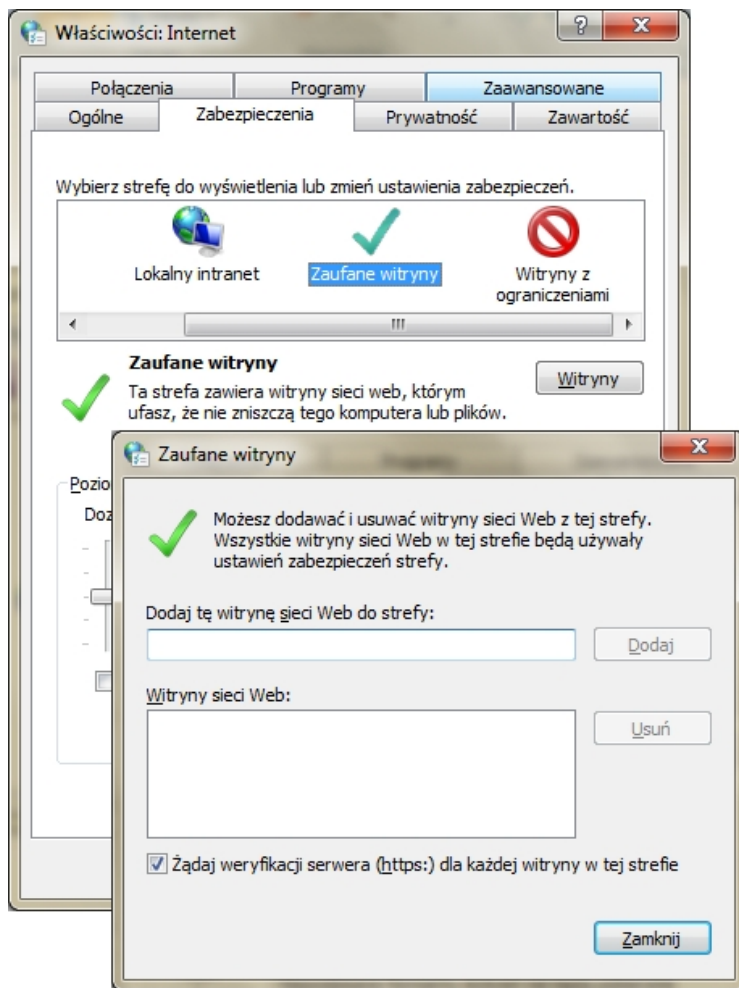 Właściwości: Internet
Połączenia Programy Zaawansowane
Ogólne Zabezpieczenia Prywatność Zawartość
Wybierz strefę do wyświetlenia lub zmień ustawienia zabezpieczeń.
Lokalny intranet Zaufane witryny Witryny z
ograniczeniami
Zaufane witryny
Ta strefa zawiera witryny sieci web, którym
ufasz, że nie zniszczą tego komputera lub plików.
Witryny
Zaufane witryny
Możesz dodawać i usuwać witryny sieci Web z tej strefy.
Wszystkie witryny sieci Web w tej strefie będą używały
ustawień zabezpieczeń strefy.
Dodaj tę witrynę sieci Web do strefy:
Dodaj
Witryny sieci Web:
Usuń
Żądaj weryfikacji serwera (https:) dla każdej witryny w tej strefie
Zamknij